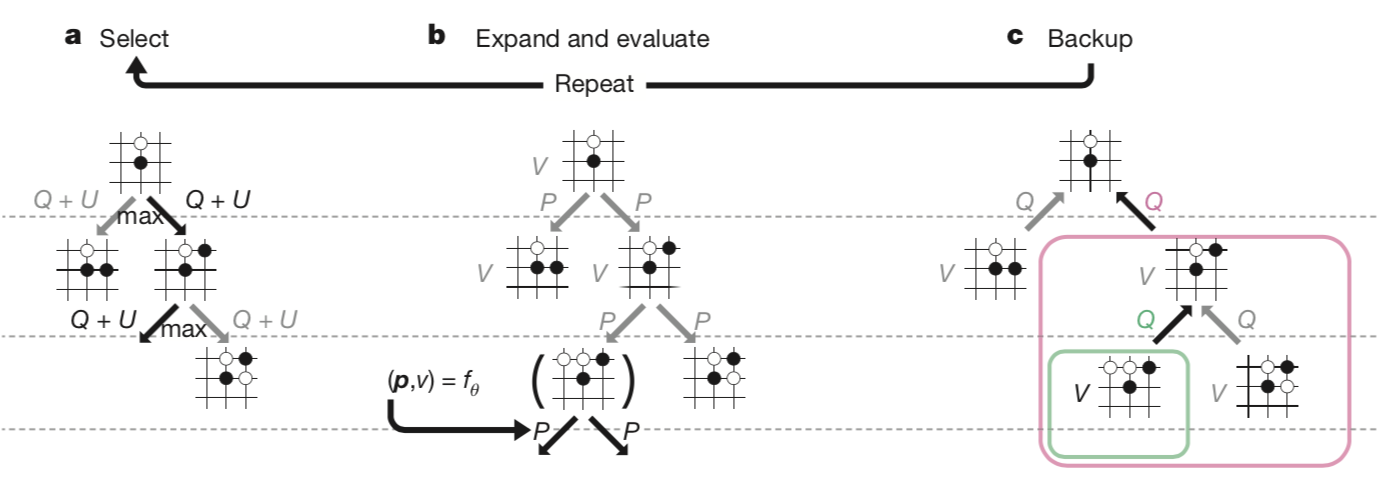 a Select
b Expand and evaluate
c Backup
Repeat
Q + U
max
Q + U
Q + U
max
Q + U
V
P
P
V
V
P
P
(p,v) = fθ
P
P
Q
Q
V
V
Q
Q
V
V